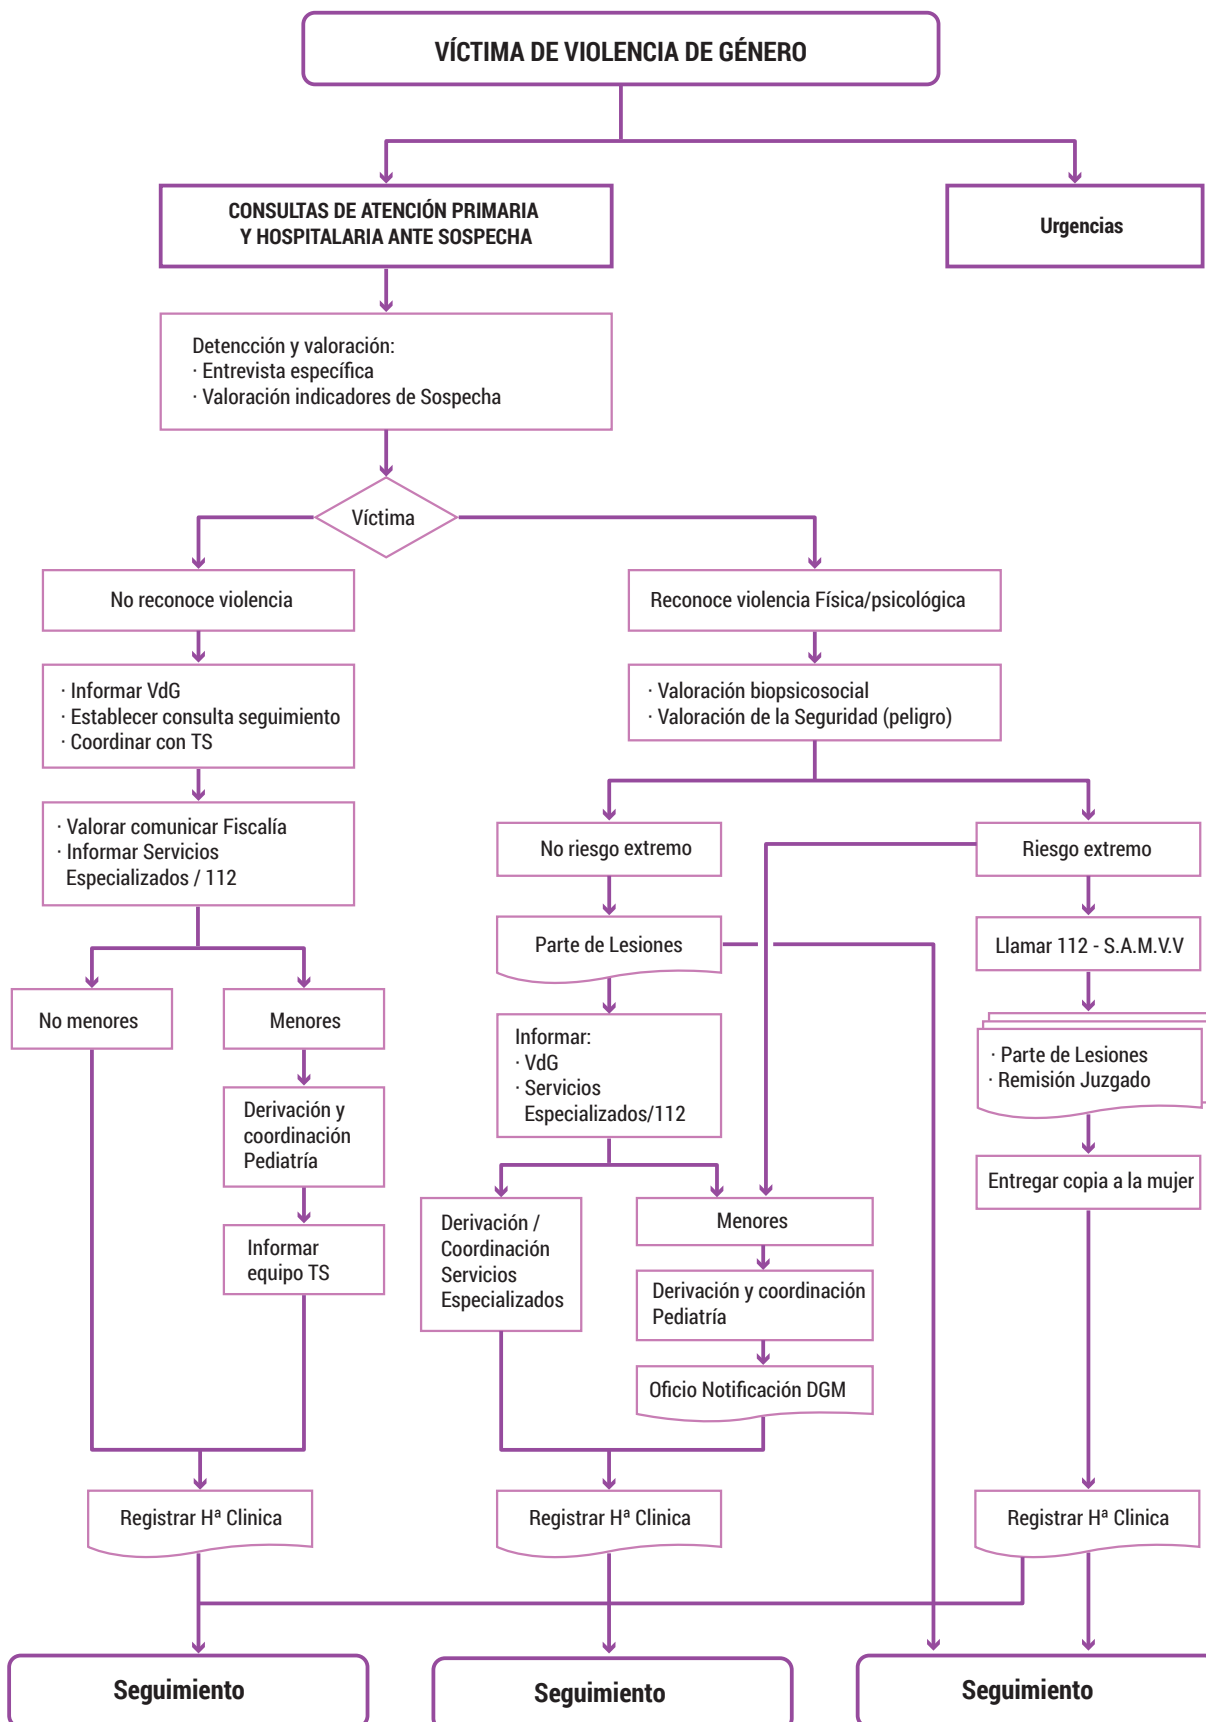 VÍCTIMA DE VIOLENCIA DE GÉNERO
CONSULTAS DE ATENCIÓN PRIMARIA
Y HOSPITALARIA ANTE SOSPECHA
Urgencias
Detencción y valoración:
· Entrevista específica
· Valoración indicadores de Sospecha
Víctima
No reconoce violencia
Reconoce violencia Física/psicológica
· Informar VdG
· Establecer consulta seguimiento
· Coordinar con TS
· Valoración biopsicosocial
· Valoración de la Seguridad (peligro)
· Valorar comunicar Fiscalía
· Informar Servicios
Especializados / 112
No riesgo extremo
Riesgo extremo
Parte de Lesiones
Llamar 112 - S.A.M.V.V
No menores
Menores
Informar:
· VdG
· Servicios
Especializados/112
· Parte de Lesiones
· Remisión Juzgado
Derivación y
coordinación
Pediatría
Entregar copia a la mujer
Informar
equipo TS
Derivación /
Coordinación
Servicios
Especializados
Menores
Derivación y coordinación
Pediatría
Oficio Notificación DGM
Registrar Hª Clinica
Registrar Hª Clinica
Registrar Hª Clinica
Seguimiento
Seguimiento
Seguimiento